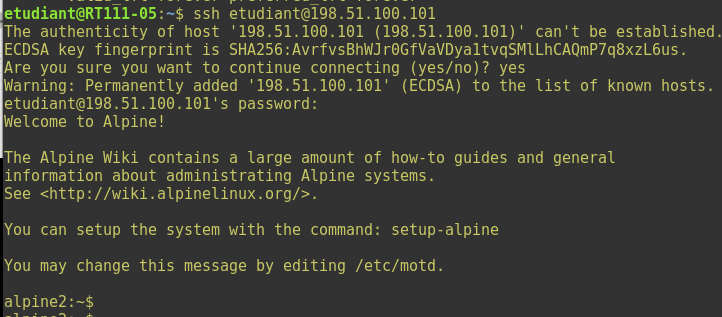 etudiant@RT111-05:~$ ssh etudiant@198.51.100.101
The authenticity of host '198.51.100.101 (198.51.100.101)' can't be established.
ECDSA key fingerprint is SHA256:AvrfvsBhWJr0GfVaVDya1tvqSMlLhCAQmP7q8xzL6us.
Are you sure you want to continue connecting (yes/no)? yes
Warning: Permanently added '198.51.100.101' (ECDSA) to the list of known hosts.
etudiant@198.51.100.101's password:
Welcome to Alpine!
The Alpine Wiki contains a large amount of how-to guides and general
information about administrating Alpine systems.
See <http://wiki.alpinelinux.org/>.
You can setup the system with the command: setup-alpine
You may change this message by editing /etc/motd.
alpine2:~$
alpine2:~$